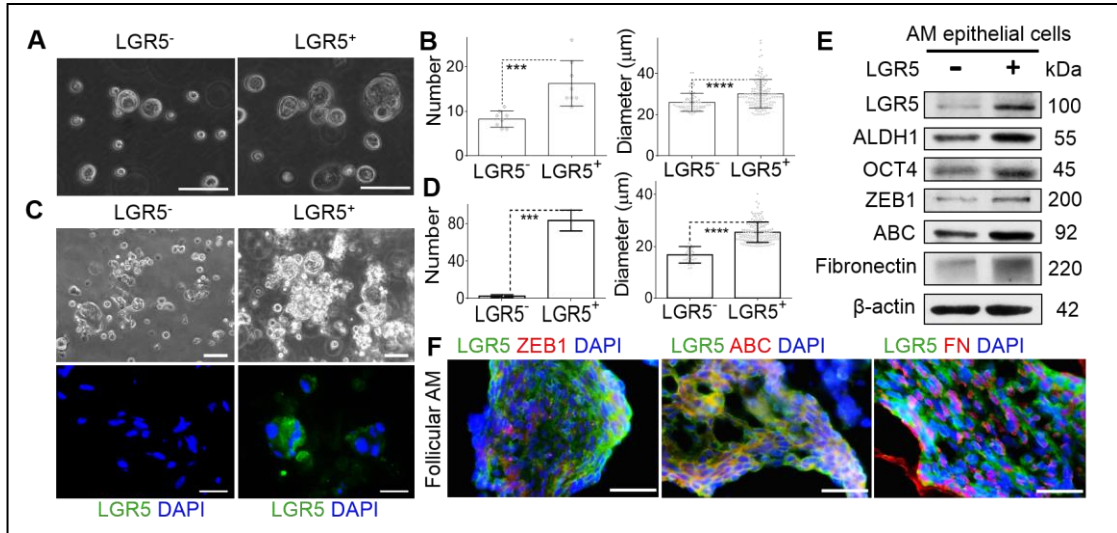 A
LGR5⁻ LGR5⁺
B
Number
20
10
0
***
LGR5⁻ LGR5⁺
Diameter (μm)
40
20
0
****
LGR5⁻ LGR5⁺
C
LGR5⁻ LGR5⁺
LGR5 DAPI LGR5 DAPI
D
Number
80
40
0
***
LGR5⁻ LGR5⁺
Diameter (μm)
40
20
0
****
LGR5⁻ LGR5⁺
E
AM epithelial cells
LGR5 - + kDa
LGR5 100
ALDH1 55
OCT4 45
ZEB1 200
ABC 92
Fibronectin 220
β-actin 42
F
LGR5 ZEB1 DAPI LGR5 ABC DAPI LGR5 FN DAPI
Follicular AM